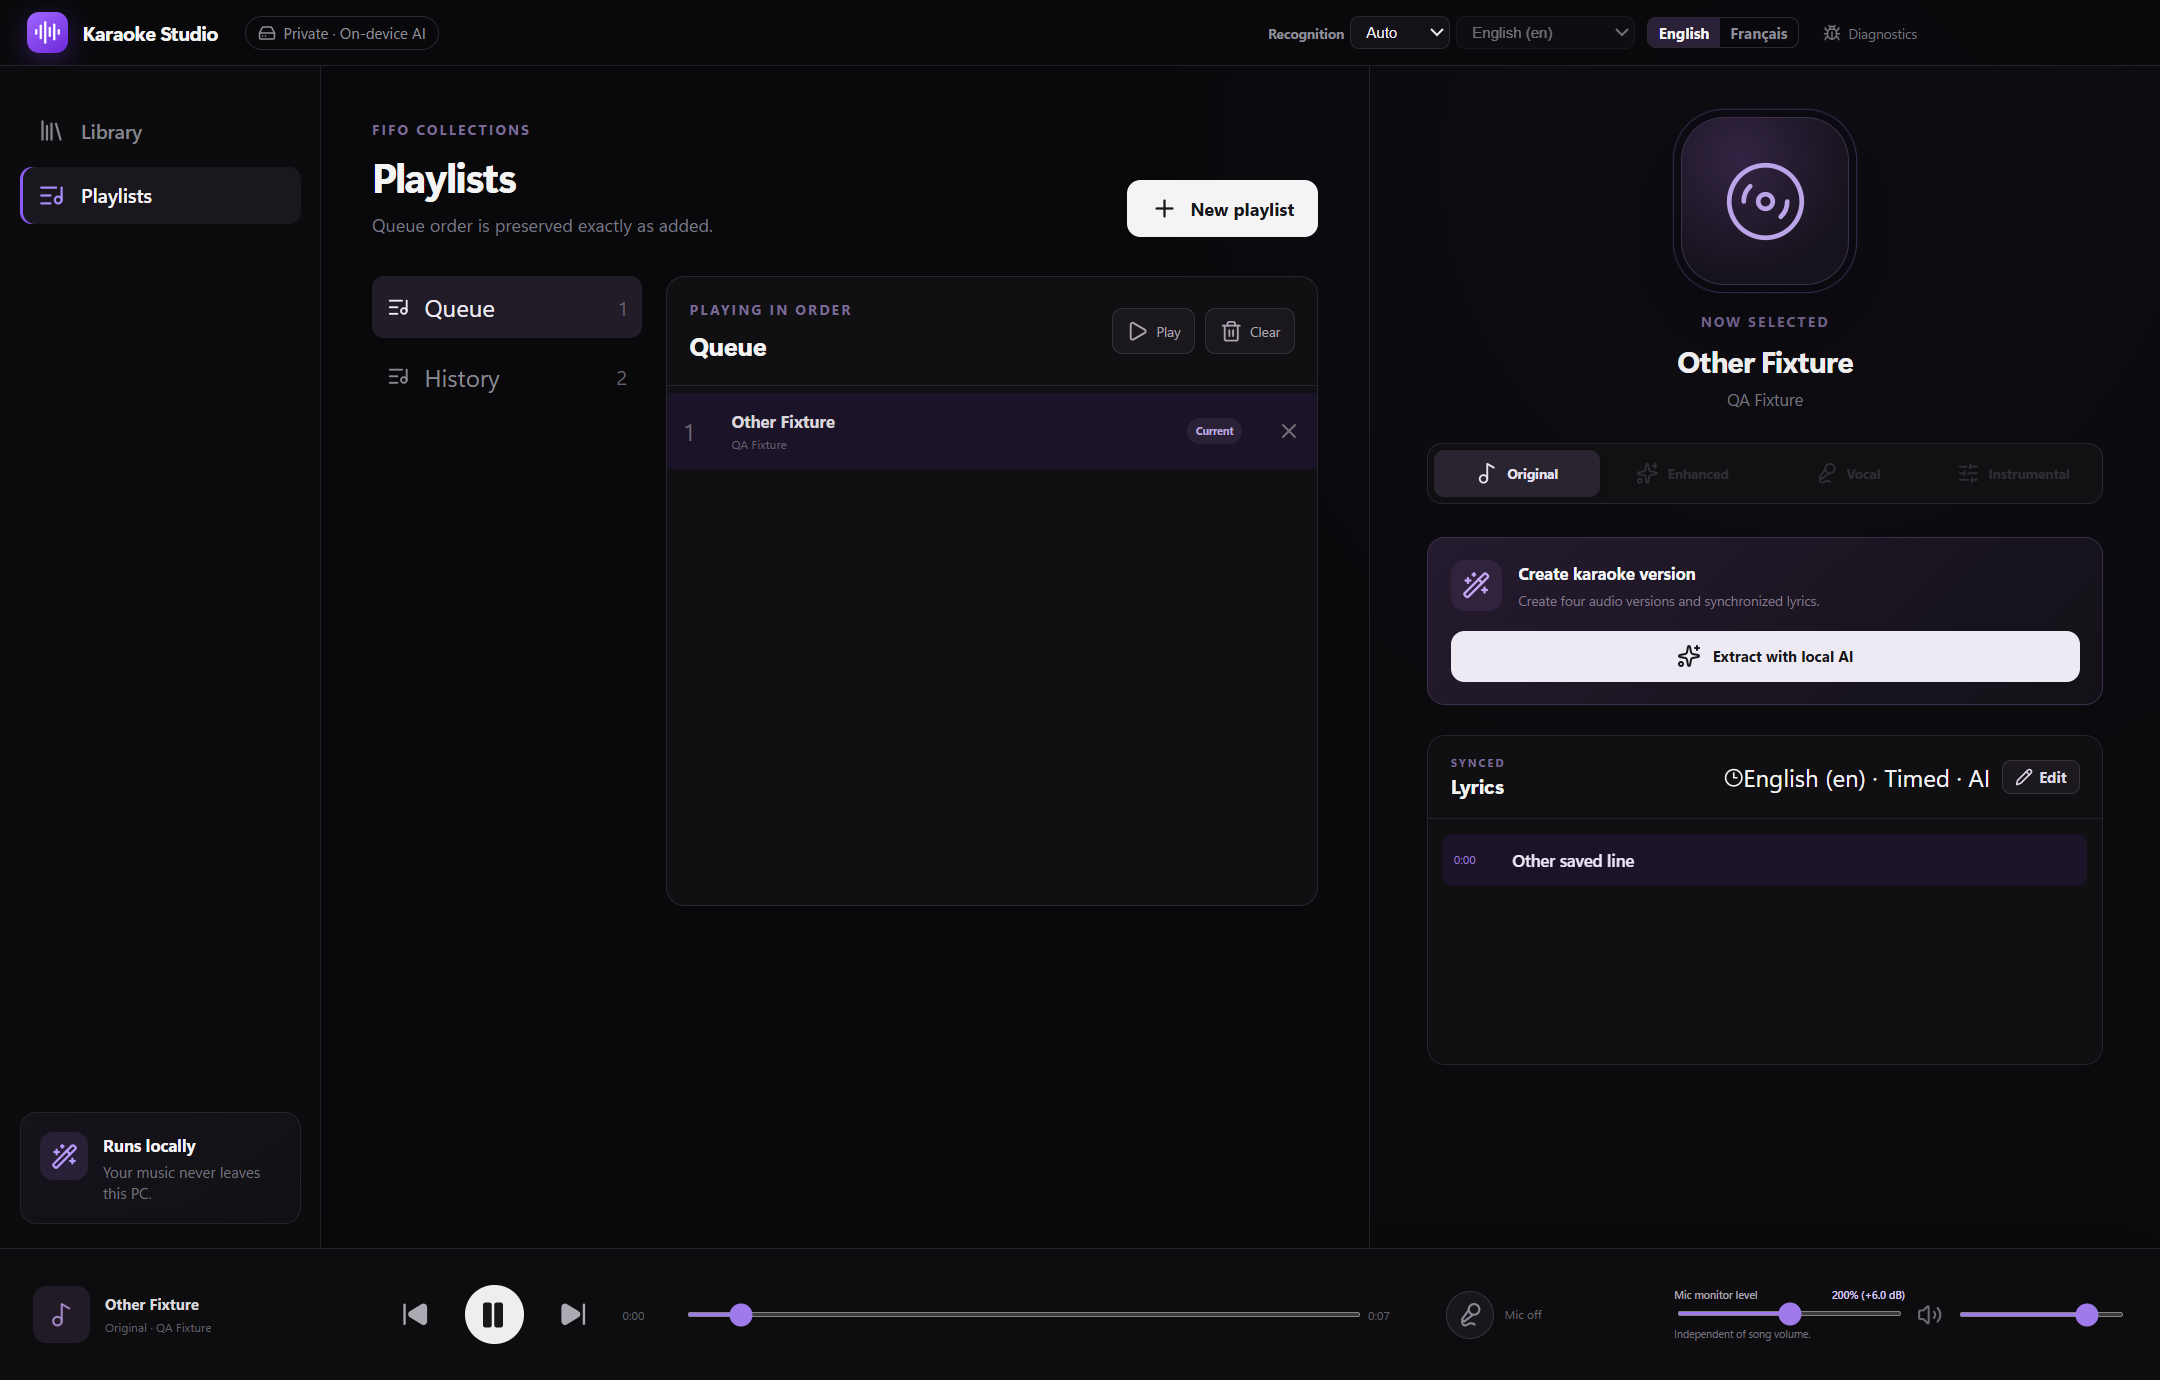 Karaoke Studio
Private · On-device AI
Recognition
Auto
English (en)
English
Français
Diagnostics
Library
Playlists
FIFO COLLECTIONS
Playlists
Queue order is preserved exactly as added.
New playlist
Queue 1
History 2
PLAYING IN ORDER
Queue
Play
Clear
1
Other Fixture
QA Fixture
Current
NOW SELECTED
Other Fixture
QA Fixture
Original
Enhanced
Vocal
Instrumental
Create karaoke version
Create four audio versions and synchronized lyrics.
Extract with local AI
SYNCED
Lyrics
English (en) · Timed · AI
Edit
0:00 Other saved line
Runs locally
Your music never leaves
this PC.
Other Fixture
Original · QA Fixture
0:00
0:07
Mic off
Mic monitor level 200% (+6.0 dB)
Independent of song volume.